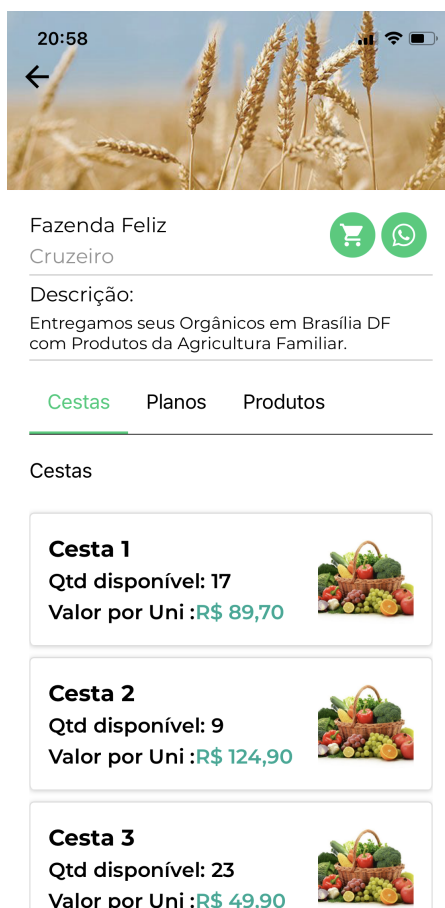 20:58
Fazenda Feliz
Cruzeiro
Descrição:
Entregamos seus Orgânicos em Brasília DF
com Produtos da Agricultura Familiar.
Cestas Planos Produtos
Cestas
Cesta 1
Qtd disponível: 17
Valor por Uni :R$ 89,70
Cesta 2
Qtd disponível: 9
Valor por Uni :R$ 124,90
Cesta 3
Qtd disponível: 23
Valor por Uni :R$ 49,90